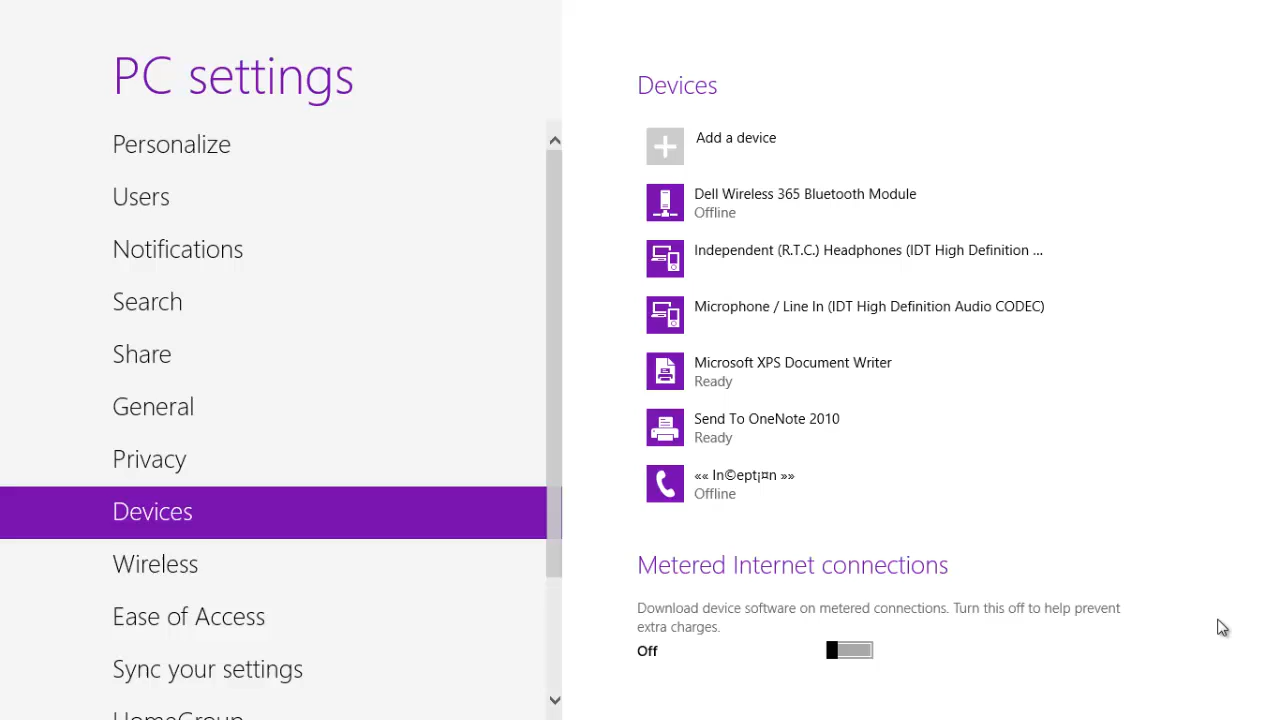 PC settings
Personalize
Users
Notifications
Search
Share
General
Privacy
Devices
Wireless
Ease of Access
Sync your settings
HomeGroup
Devices
Add a device
Dell Wireless 365 Bluetooth Module
Offline
Independent (R.T.C.) Headphones (IDT High Definition ...
Microphone / Line In (IDT High Definition Audio CODEC)
Microsoft XPS Document Writer
Ready
Send To OneNote 2010
Ready
«« In©ept¡¤n »»
Offline
Metered Internet connections
Download device software on metered connections. Turn this off to help prevent
extra charges.
Off